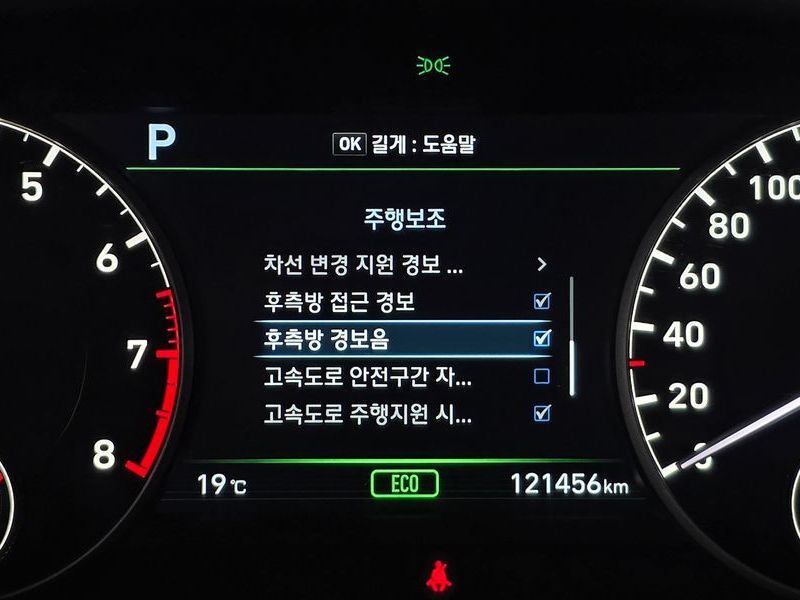 P
OK 길게 : 도움말
주행보조
차선 변경 지원 경보 ...
후측방 접근 경보
후측방 경보음
고속도로 안전구간 자...
고속도로 주행지원 시...
19℃ ECO 121456km
5
6
7
8
100
80
60
40
20
0